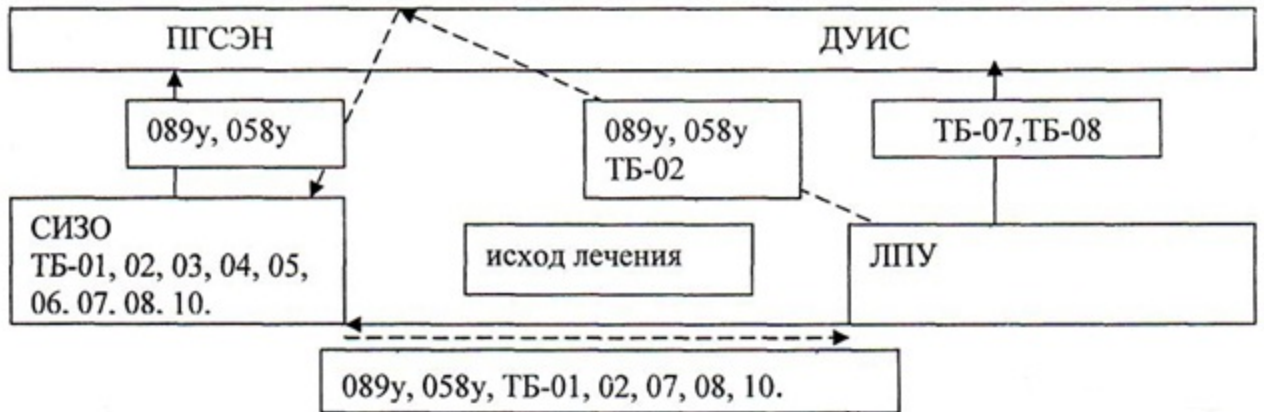 ПГСЭН ДУИС
089у, 058у
089у, 058у
ТБ-02
ТБ-07,ТБ-08
СИЗО
ТБ-01, 02, 03, 04, 05,
06. 07. 08. 10.
исход лечения
ЛПУ
089у, 058у, ТБ-01, 02, 07, 08, 10.